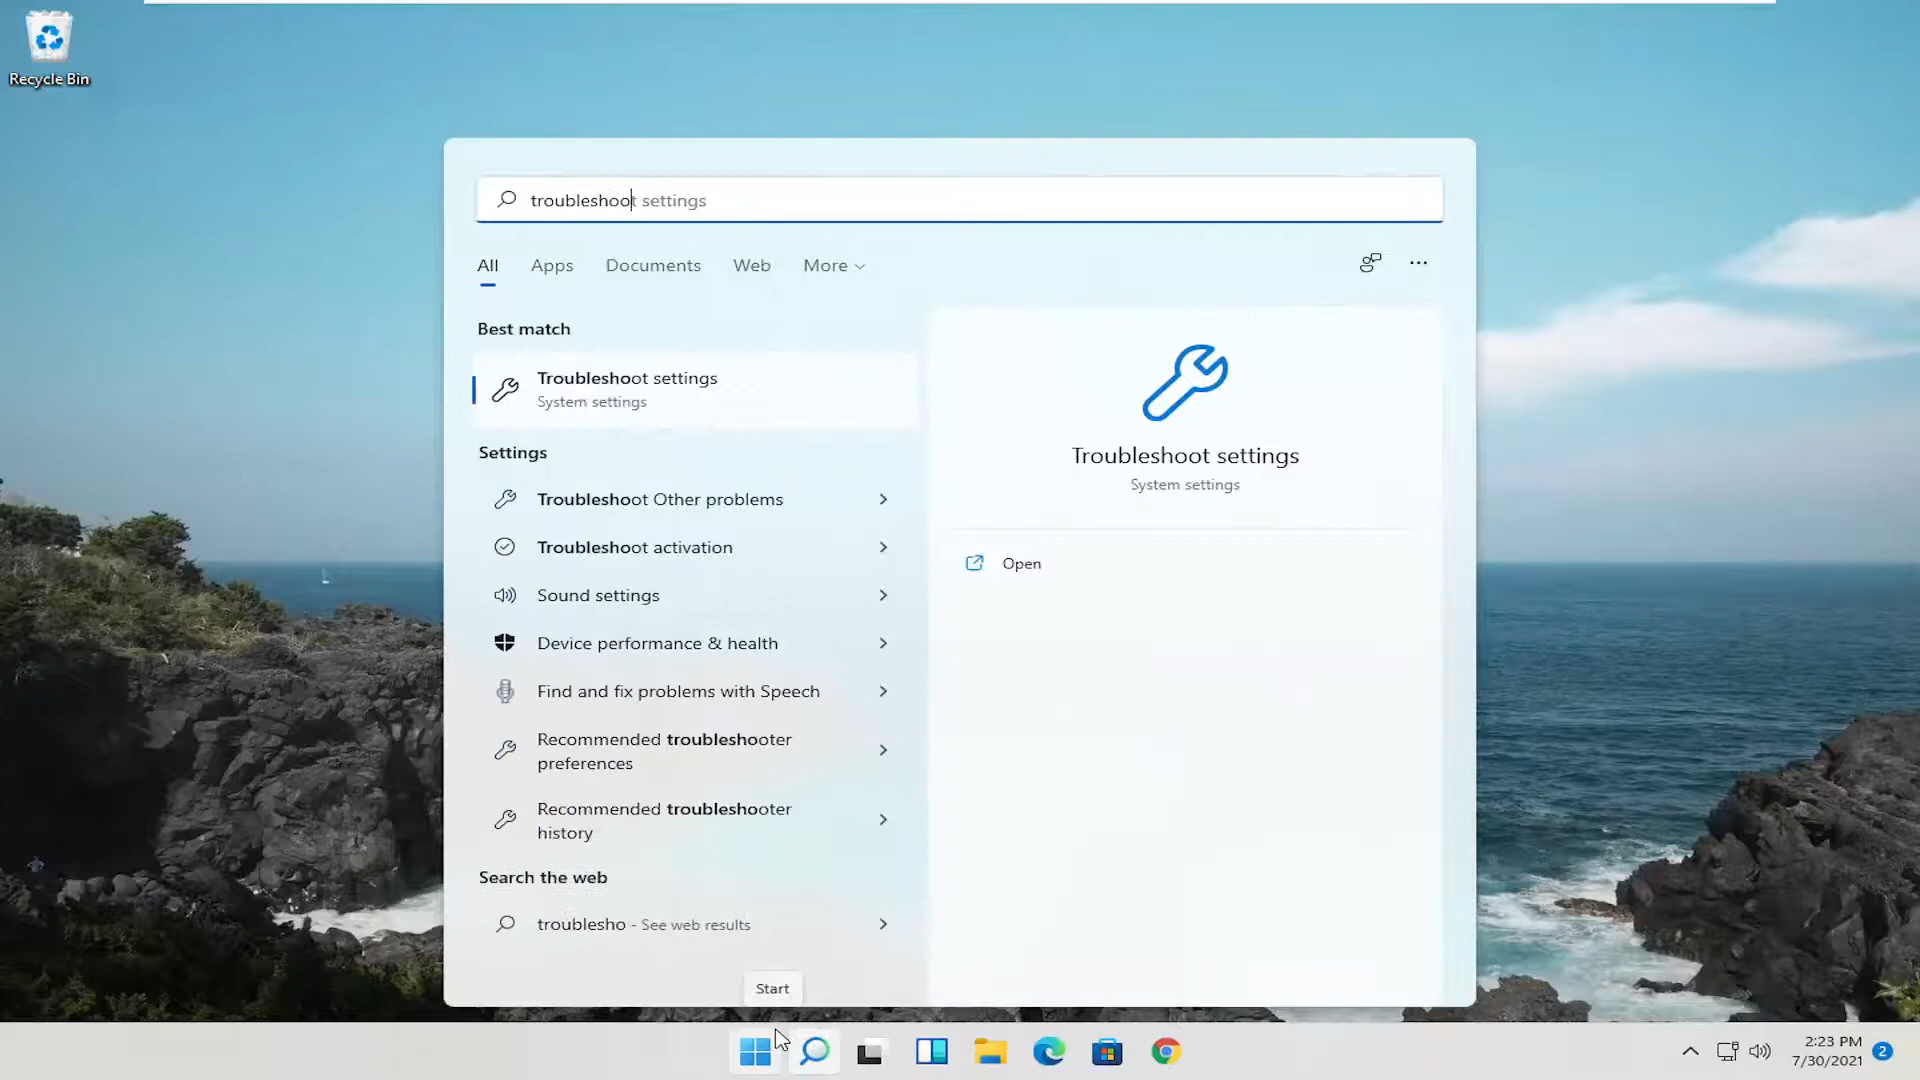 Recycle Bin
troubleshoot settings
All Apps Documents Web More
Best match
Troubleshoot settings
System settings
Settings
Troubleshoot Other problems
Troubleshoot activation
Sound settings
Device performance & health
Find and fix problems with Speech
Recommended troubleshooter
preferences
Recommended troubleshooter
history
Search the web
troublesho - See web results
Troubleshoot settings
System settings
Open
Start
2:23 PM
7/30/2021
2